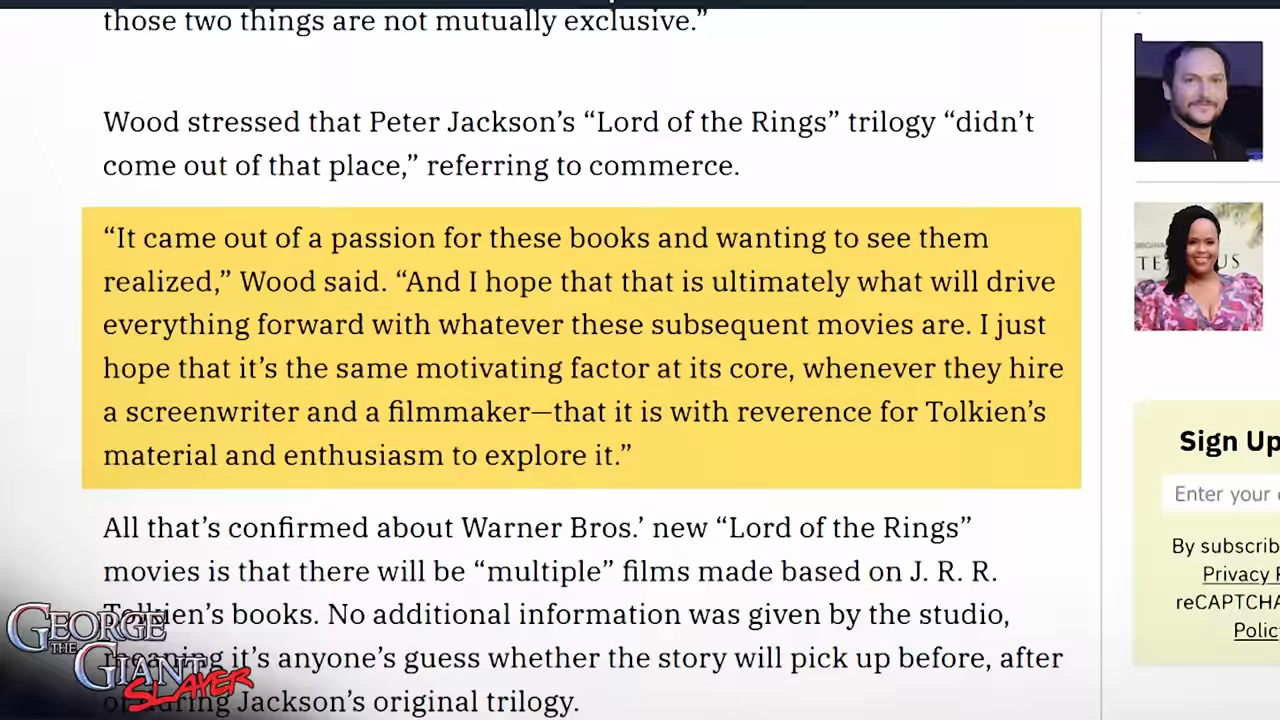 those two things are not mutually exclusive.”
Wood stressed that Peter Jackson’s “Lord of the Rings” trilogy “didn’t
come out of that place,” referring to commerce.
“It came out of a passion for these books and wanting to see them
realized,” Wood said. “And I hope that that is ultimately what will drive
everything forward with whatever these subsequent movies are. I just
hope that it’s the same motivating factor at its core, whenever they hire
a screenwriter and a filmmaker—that it is with reverence for Tolkien’s
material and enthusiasm to explore it.”
All that’s confirmed about Warner Bros.’ new “Lord of the Rings”
movies is that there will be “multiple” films made based on J. R. R.
Tolkien’s books. No additional information was given by the studio,
meaning it’s anyone’s guess whether the story will pick up before, after
or during Jackson’s original trilogy.
Sign Up
Enter your
By subscrib
Privacy
reCAPTCHA
Polic
GEORGE
THE
GIANT
SLAYER